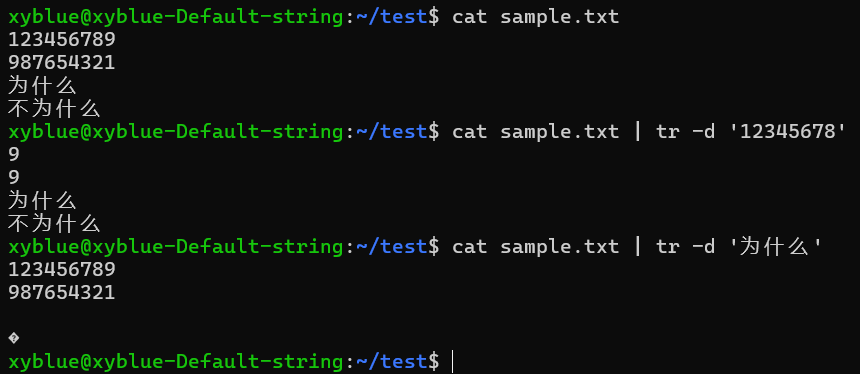 xyblue@xyblue-Default-string:~/test$ cat sample.txt
123456789
987654321
为什么
不为什么
xyblue@xyblue-Default-string:~/test$ cat sample.txt | tr -d '12345678'
9
9
为什么
不为什么
xyblue@xyblue-Default-string:~/test$ cat sample.txt | tr -d '为什么'
123456789
987654321

�
xyblue@xyblue-Default-string:~/test$